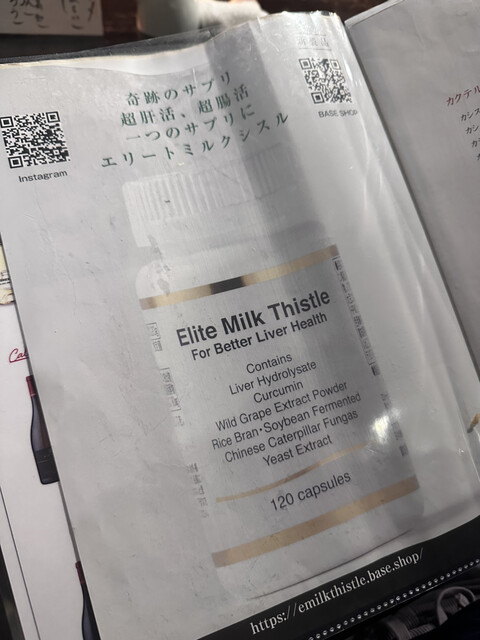 奇跡のサプリ
超肝活、超腸活
一つのサプリに
エリートミルクシスル
Instagram
BASE SHOP
Elite Milk Thistle
For Better Liver Health
Contains
Liver Hydrolysate
Curcumin
Wild Grape Extract Powder
Rice Bran・Soybean Fermented
Chinese Caterpillar Fungas
Yeast Extract
120 capsules
https://emilkthistle.base.shop/
カクテル